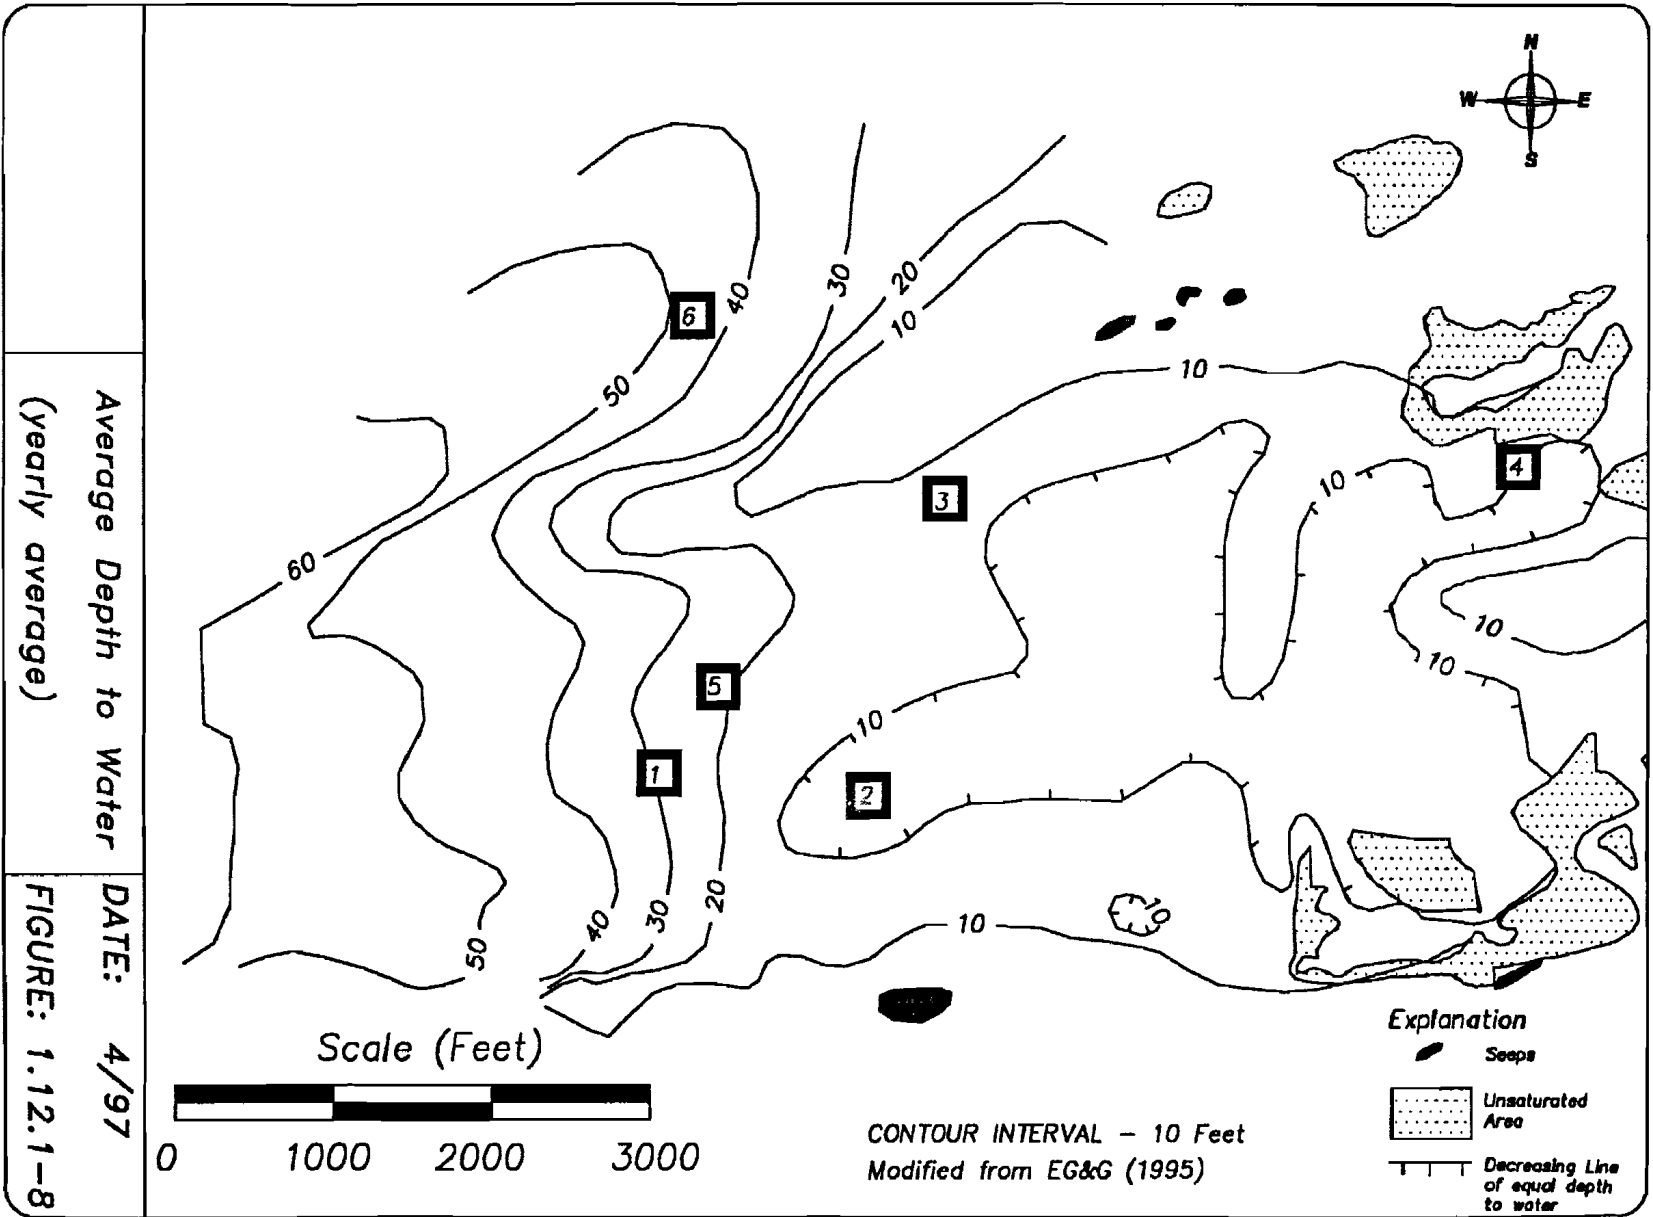 Average Depth to Water
(yearly average)
DATE: 4/97
FIGURE: 1.12.1-8
N
W
E
S
30
20
40
10
6
50
10
4
10
3
60
10
5
10
10
1
2
20
10
30
40
10
50
Scale (Feet)
0
1000
2000
3000
CONTOUR INTERVAL - 10 Feet
Modified from EG&G (1995)
Explanation
Seeps
Unsaturated
Area
Decreasing Line
of equal depth
to water